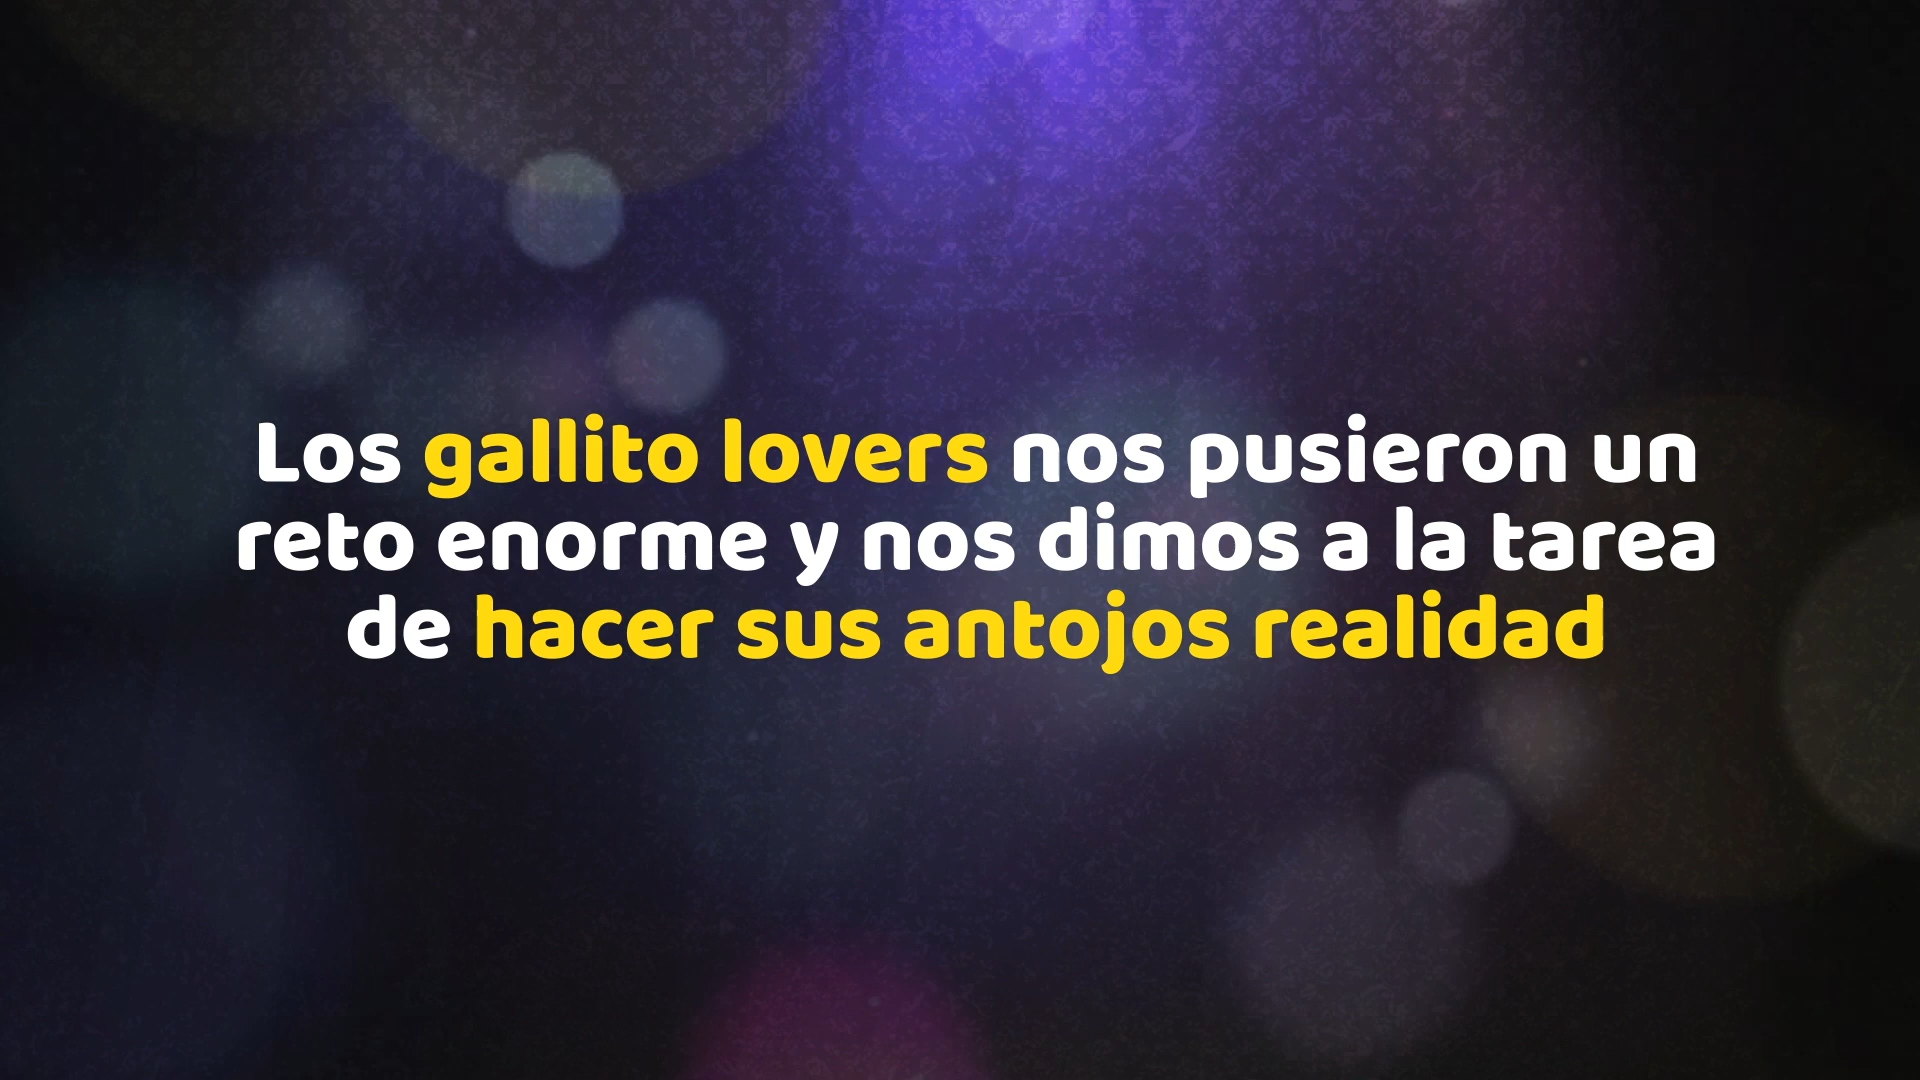 Los gallito lovers nos pusieron un
reto enorme y nos dimos a la tarea
de hacer sus antojos realidad